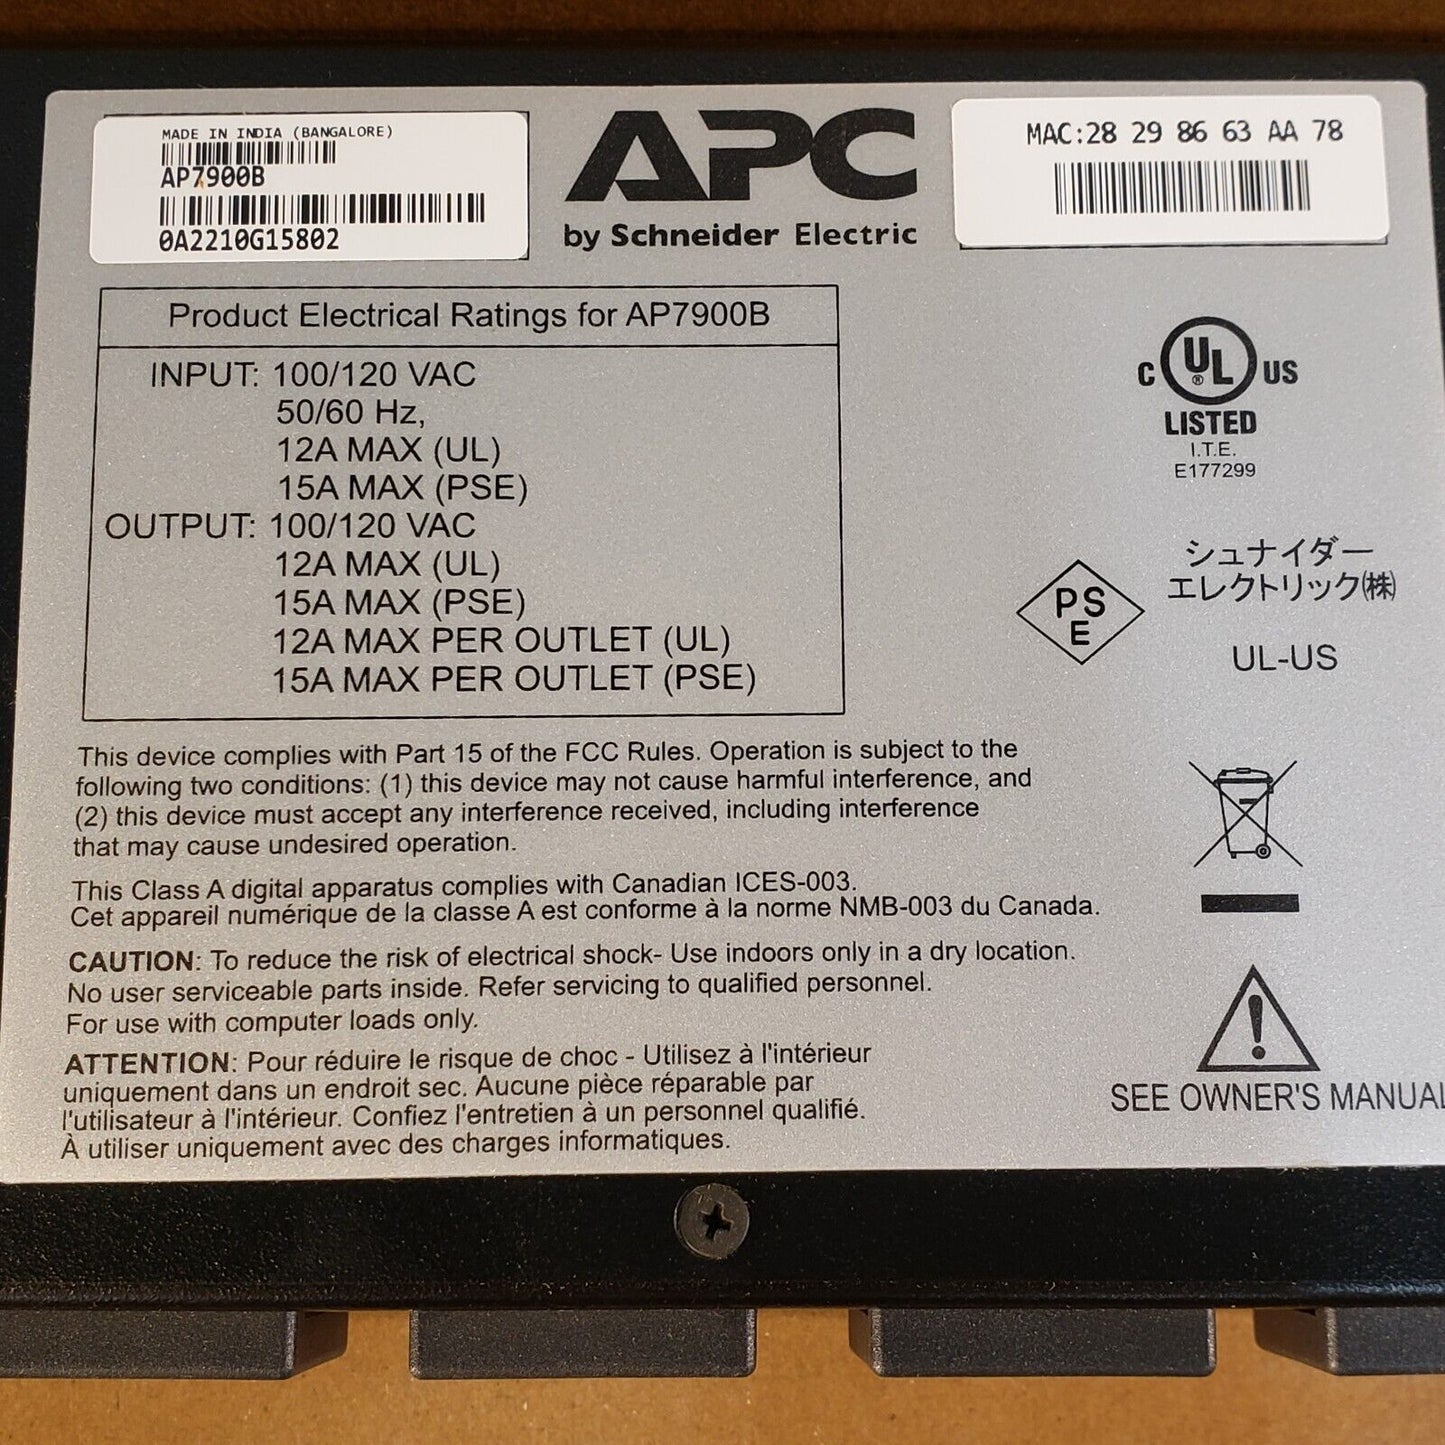 MADE IN INDIA (BANGALORE)
AP7900B
0A2210G15802
APC
by Schneider Electric
MAC:28 29 86 63 AA 78
Product Electrical Ratings for AP7900B
INPUT: 100/120 VAC
50/60 Hz,
12A MAX (UL)
15A MAX (PSE)
OUTPUT: 100/120 VAC
12A MAX (UL)
15A MAX (PSE)
12A MAX PER OUTLET (UL)
15A MAX PER OUTLET (PSE)
C UL ® US
LISTED
I.T.E.
E177299
シュナイダー
エレクトリック(株)
PS
E
UL-US
This device complies with Part 15 of the FCC Rules. Operation is subject to the
following two conditions: (1) this device may not cause harmful interference, and
(2) this device must accept any interference received, including interference
that may cause undesired operation.
This Class A digital apparatus complies with Canadian ICES-003.
Cet appareil numérique de la classe A est conforme à la norme NMB-003 du Canada.
CAUTION: To reduce the risk of electrical shock- Use indoors only in a dry location.
No user serviceable parts inside. Refer servicing to qualified personnel.
For use with computer loads only.
ATTENTION: Pour réduire le risque de choc - Utilisez à l'intérieur
uniquement dans un endroit sec. Aucune pièce réparable par
l'utilisateur à l'intérieur. Confiez l'entretien à un personnel qualifié.
À utiliser uniquement avec des charges informatiques.
!
SEE OWNER'S MANUAL